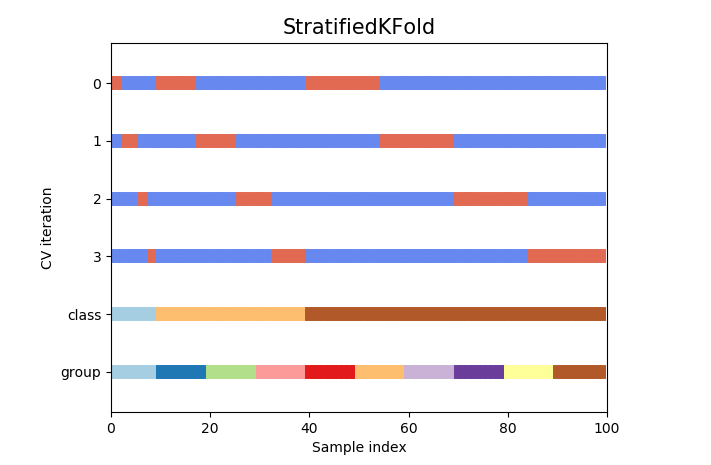 StratifiedKFold
0
1
2
3
class
group
CV iteration
0 20 40 60 80 100
Sample index